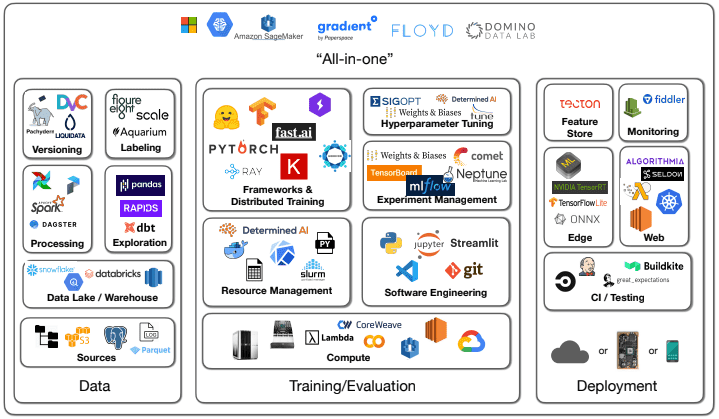 Amazon SageMaker
gradient
by Paperspace
FLOYD
DOMINO
DATA LAB
“All-in-one”
DVC
Pachyderm
LIQUIDATA
Versioning
figure
eight
scale
Aquarium
Labeling
APACHE
Spark
DAGSTER
Processing
pandas
RAPIDS
dbt
Exploration
snowflake
databricks
Data Lake / Warehouse
S3
LOG
Parquet
Sources
Data
fast.ai
PYTORCH
RAY
K
Frameworks &
Distributed Training
SIGOPT
Determined AI
Weights & Biases
tune
Hyperparameter Tuning
Weights & Biases
comet
TensorBoard
Neptune
mlflow
Experiment Management
Determined AI
PY
slurm
Resource Management
jupyter
Streamlit
git
Software Engineering
CoreWeave
Lambda
Compute
Training/Evaluation
TECTON
Feature
Store
fiddler
Monitoring
ML
NVIDIA TensorRT
TensorFlow Lite
ONNX
Edge
ALGORITHMIA
SELDON
Web
Buildkite
great_expectations
CI / Testing
or
or
Deployment